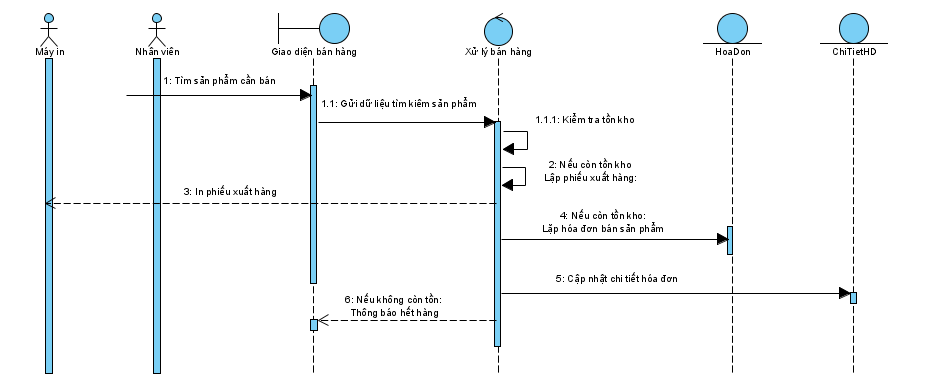 Máy in
Nhân viên
Giao diện bán hàng
Xử lý bán hàng
HoaDon
ChiTietHD
1: Tìm sản phẩm cần bán
1.1: Gửi dữ liệu tìm kiếm sản phẩm
1.1.1: Kiểm tra tồn kho
2: Nếu còn tồn kho
Lập phiếu xuất hàng:
3: In phiếu xuất hàng
4: Nếu còn tồn kho:
Lập hóa đơn bán sản phẩm
5: Cập nhật chi tiết hóa đơn
6: Nếu không còn tồn:
Thông báo hết hàng